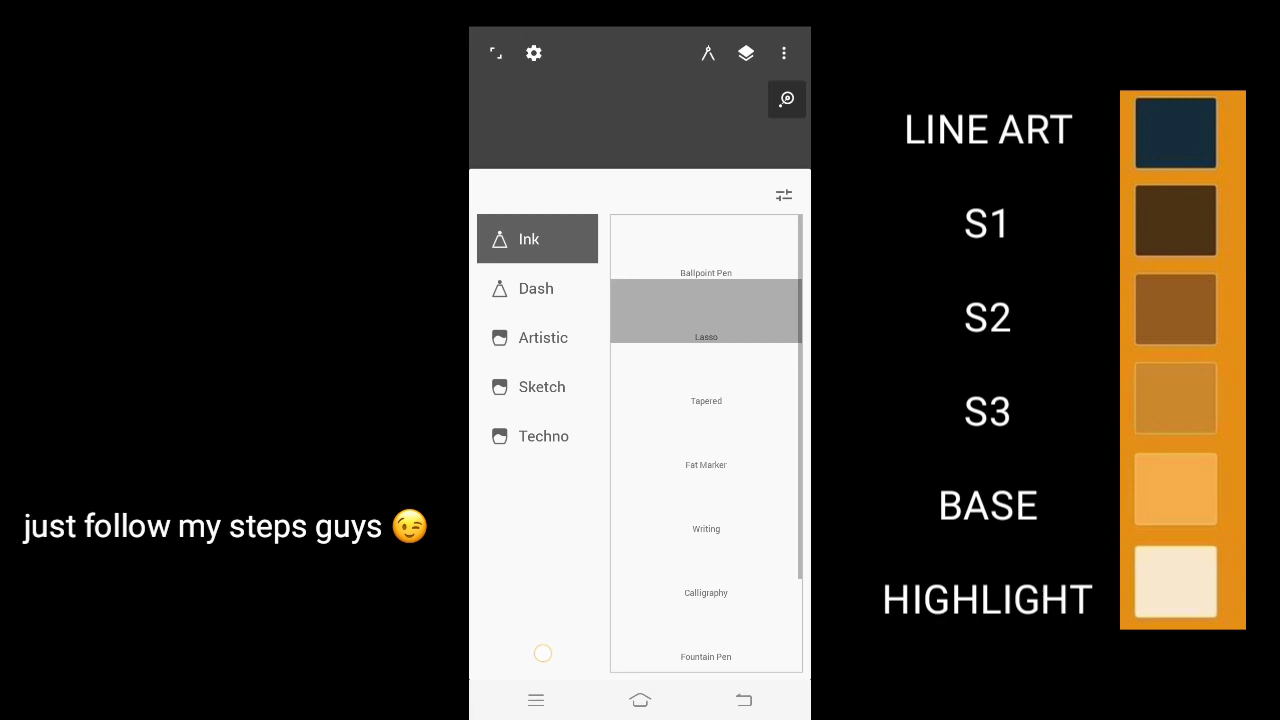 just follow my steps guys 😉
Ink
Dash
Artistic
Sketch
Techno
Ballpoint Pen
Lasso
Tapered
Fat Marker
Writing
Calligraphy
Fountain Pen
LINE ART
S1
S2
S3
BASE
HIGHLIGHT